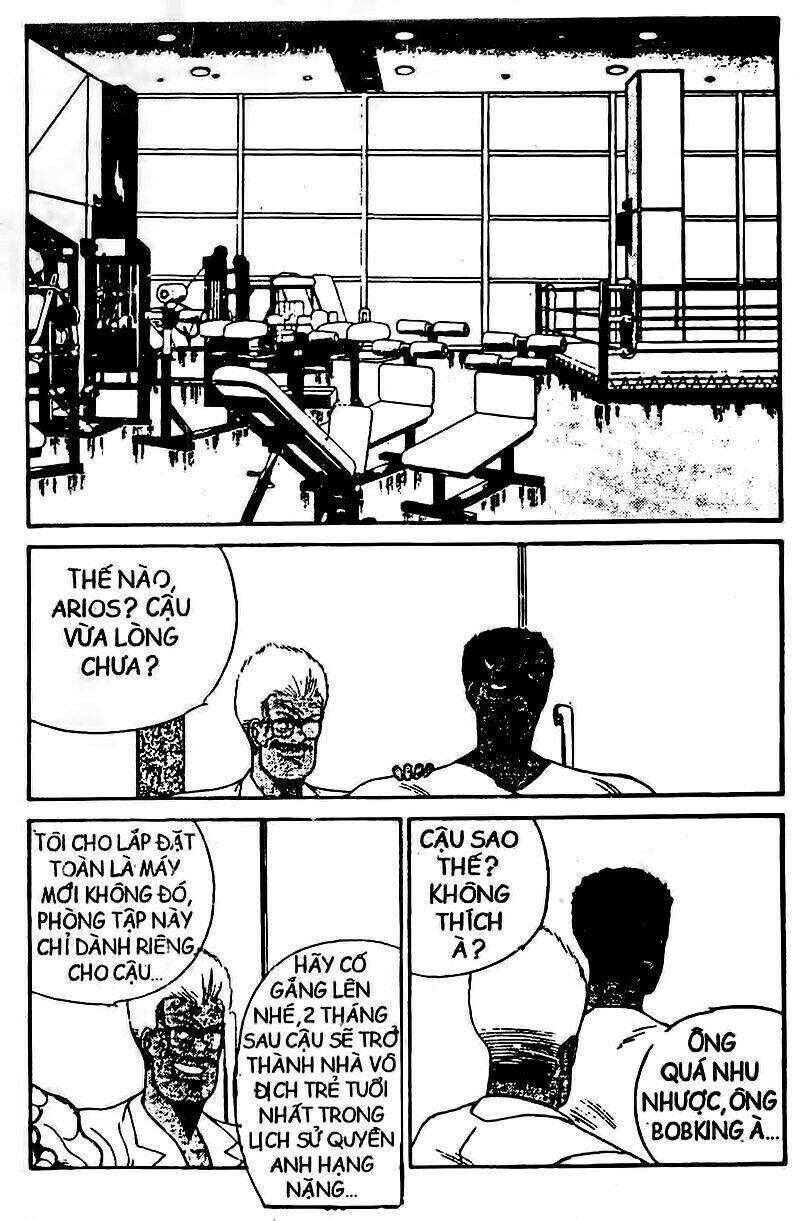 THẾ NÀO,
ARIOS? CẬU
VỪA LÒNG
CHƯA?
TÔI CHO LẮP ĐẶT
TOÀN LÀ MÁY
MỚI KHÔNG ĐÓ,
PHÒNG TẬP NÀY
CHỈ DÀNH RIÊNG
CHO CẬU...
HÃY CỐ
GẮNG LÊN
NHÉ, 2 THÁNG
SAU CẬU SẼ TRỞ
THÀNH NHÀ VÔ
ĐỊCH TRẺ TUỔI
NHẤT TRONG
LỊCH SỬ QUYỀN
ANH HẠNG
NẶNG...
CẬU SAO
THẾ?
KHÔNG
THÍCH
À?
ÔNG
QUÁ NHU
NHƯỢC, ÔNG
BOBKING À...